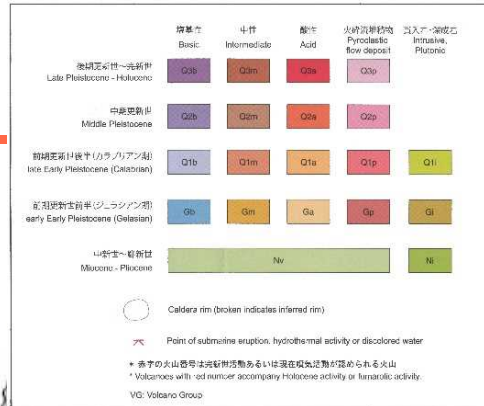 塩基性 中性 酸性 火砕流堆積物 貫入岩・深成岩
Basic Intermediate Acid Pyroclastic flow deposit Intrusive, Plutonic
後期更新世～完新世
Late Pleistocene - Holocene
Q3b Q3m Q3a Q3p
中期更新世
Middle Pleistocene
Q2b Q2m Q2a Q2p
前期更新世後半(カラブリアン期)
late Early Pleistocene (Calabrian)
Q1b Q1m Q1a Q1p Q1i
前期更新世前半(ジェラシアン期)
early Early Pleistocene (Gelasian)
Gb Gm Ga Gp Gi
中新世～鮮新世
Miocene - Pliocene
Nv Ni
Caldera rim (broken indicates inferred rim)
Point of submarine eruption, hydrothermal activity or discolored water
* 赤字の火山番号は完新世活動あるいは現在噴気活動が認められる火山
* Volcanoes with red number accompany Holocene activity or fumarolic activity.
VG: Volcano Group